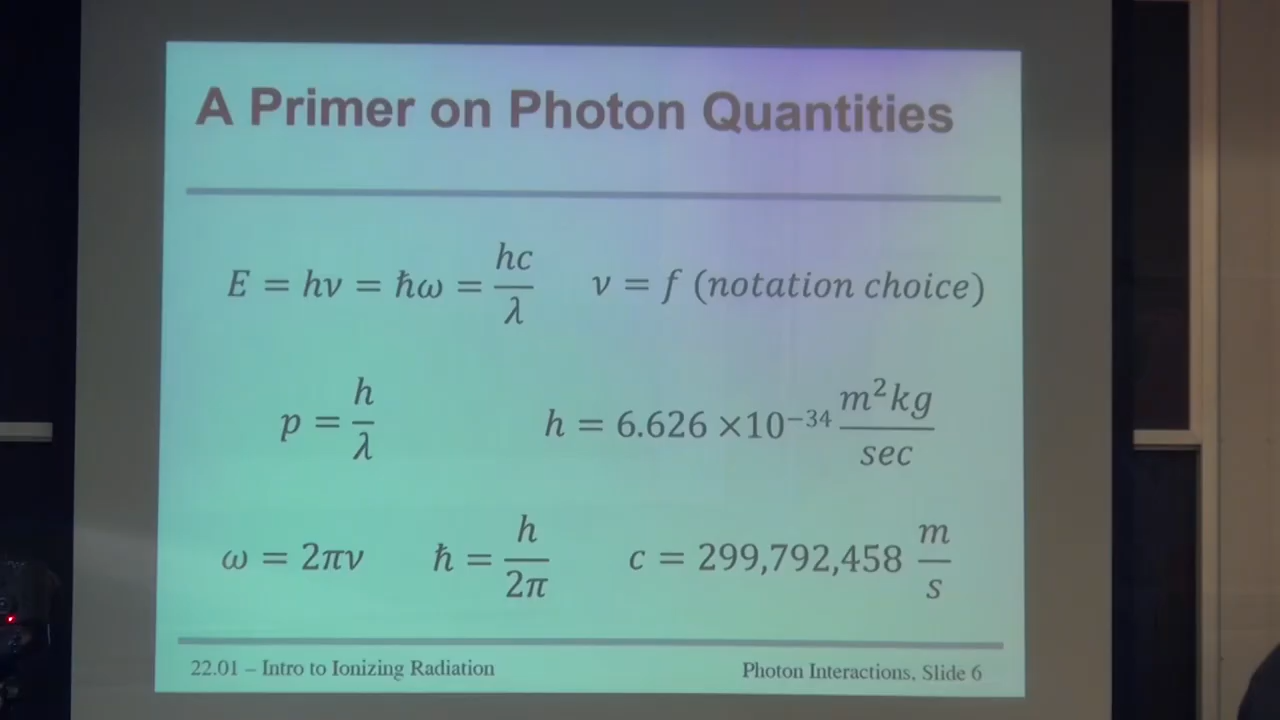 A Primer on Photon Quantities
E = hν = ħω = hc/λ    ν = f (notation choice)
p = h/λ    h = 6.626 ×10⁻³⁴ m²kg/sec
ω = 2πν    ħ = h/2π    c = 299,792,458 m/s
22.01 – Intro to Ionizing Radiation    Photon Interactions, Slide 6